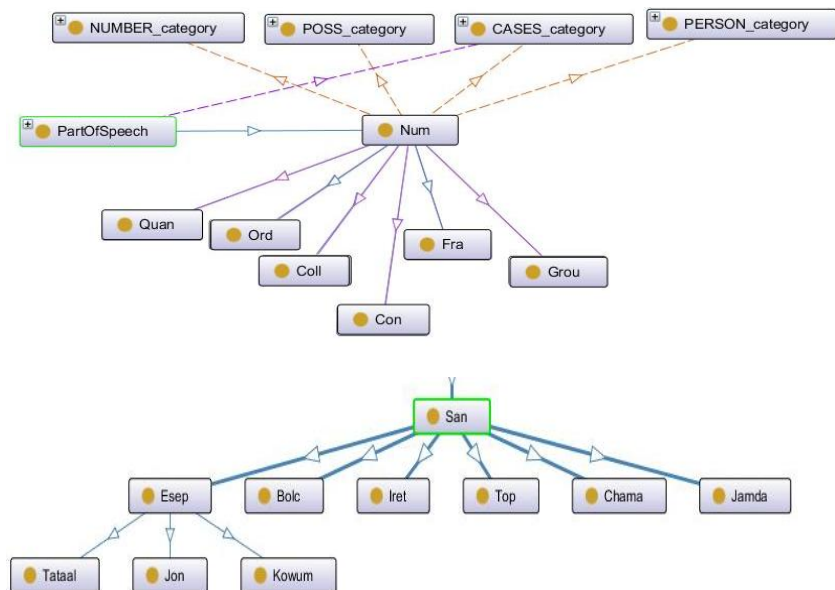 NUMBER_category POSS_category CASES_category PERSON_category
PartOfSpeech Num
Quan Ord Coll Con Fra Grou
San
Esep Bolc Iret Top Chama Jamda
Tataal Jon Kowum